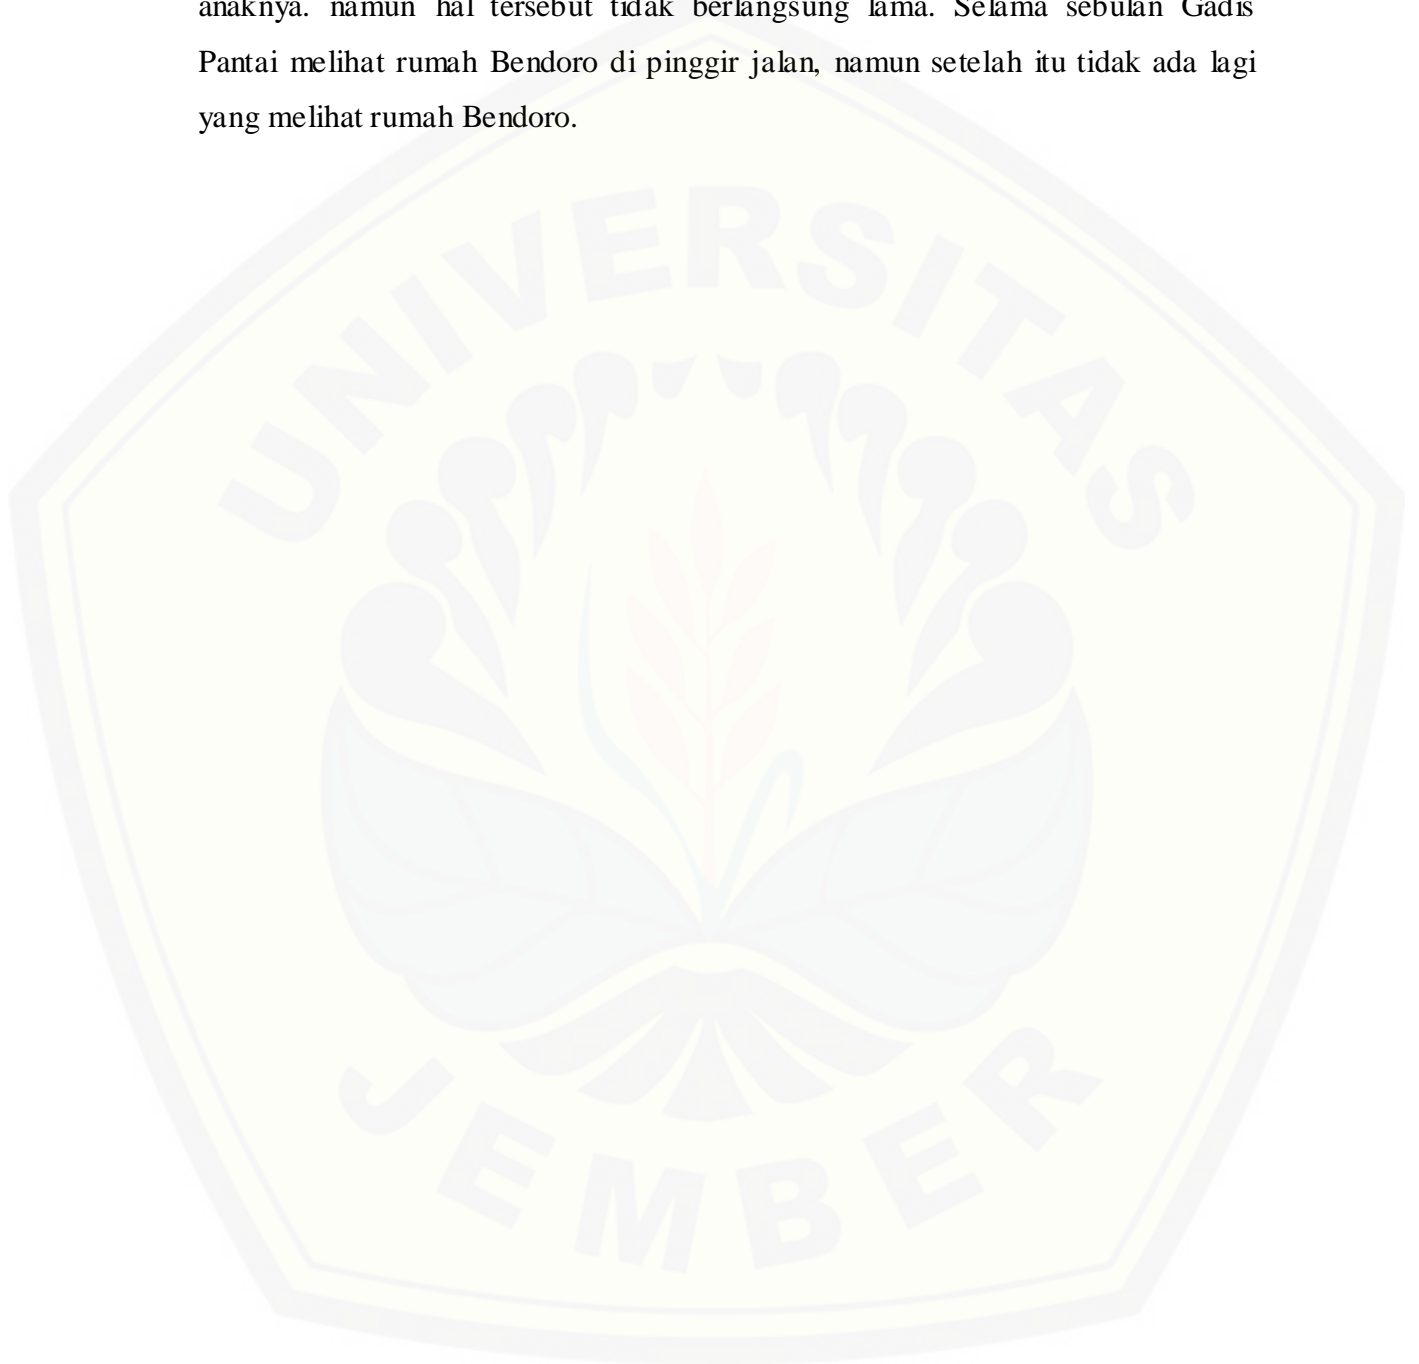 anaknya. namun hal tersebut tidak berlangsung lama. Selama sebulan Gadis
Pantai melihat rumah Bendoro di pinggir jalan, namun setelah itu tidak ada lagi
yang melihat rumah Bendoro.
UNIVERSITAS
JEMBER